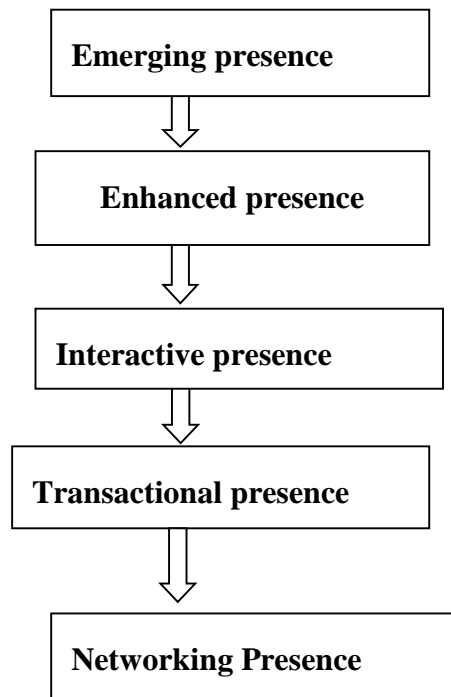 Emerging presence
Enhanced presence
Interactive presence
Transactional presence
Networking Presence